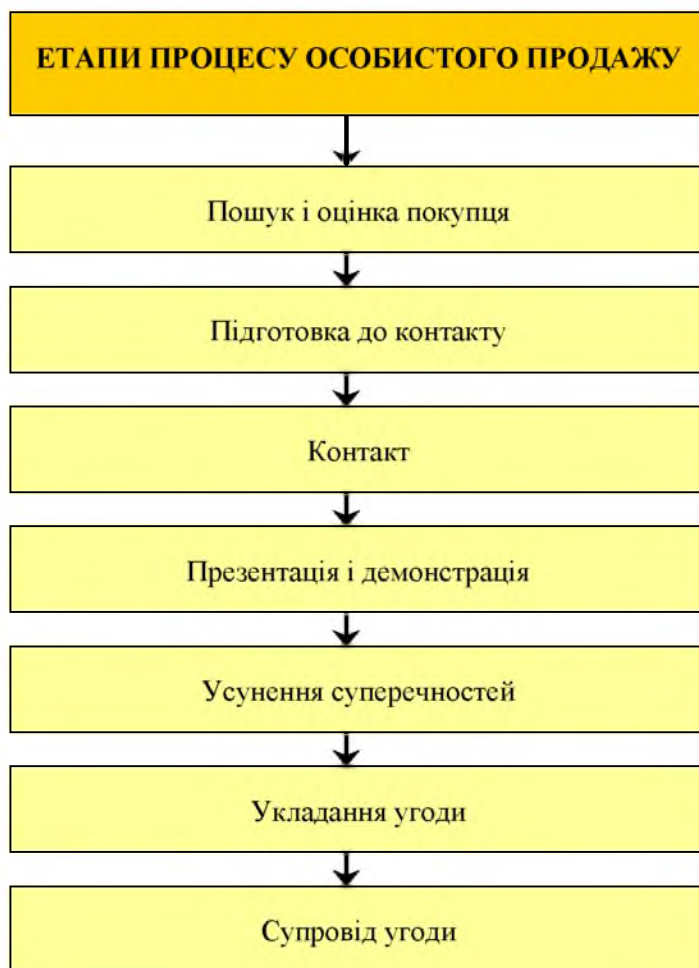 ЕТАПИ ПРОЦЕСУ ОСОБИСТОГО ПРОДАЖУ
Пошук і оцінка покупця
Підготовка до контакту
Контакт
Презентація і демонстрація
Усунення суперечностей
Укладання угоди
Супровід угоди